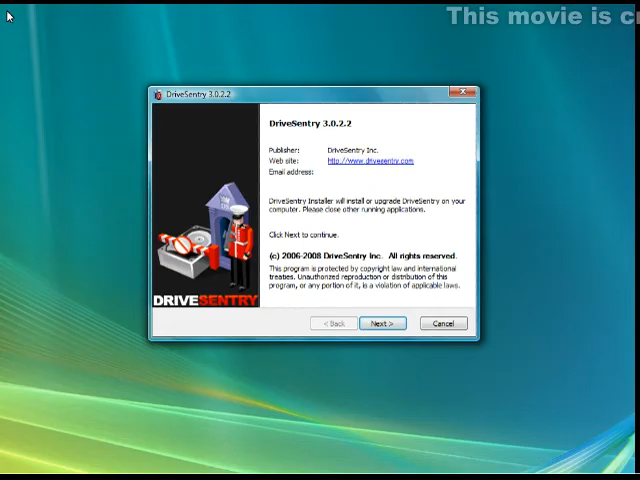 This movie is
DriveSentry 3.0.2.2
DriveSentry 3.0.2.2
Publisher: DriveSentry Inc.
Web site: http://www.drivesentry.com
Email address:
DriveSentry Installer will install or upgrade DriveSentry on your
computer. Please close other running applications.
Click Next to continue.
(c) 2006-2008 DriveSentry Inc. All rights reserved.
This program is protected by copyright law and international
treaties. Unauthorized reproduction or distribution of this
program, or any portion of it, is a violation of applicable laws.
DRIVESENTRY
< Back Next > Cancel